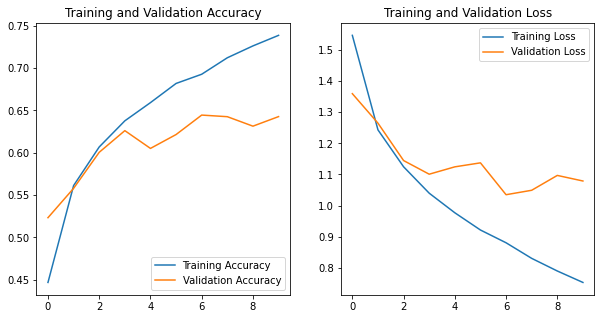 Training and Validation Accuracy
0.75
0.70
0.65
0.60
0.55
0.50
0.45
0 2 4 6 8
Training Accuracy
Validation Accuracy
Training and Validation Loss
1.5
1.4
1.3
1.2
1.1
1.0
0.9
0.8
0 2 4 6 8
Training Loss
Validation Loss